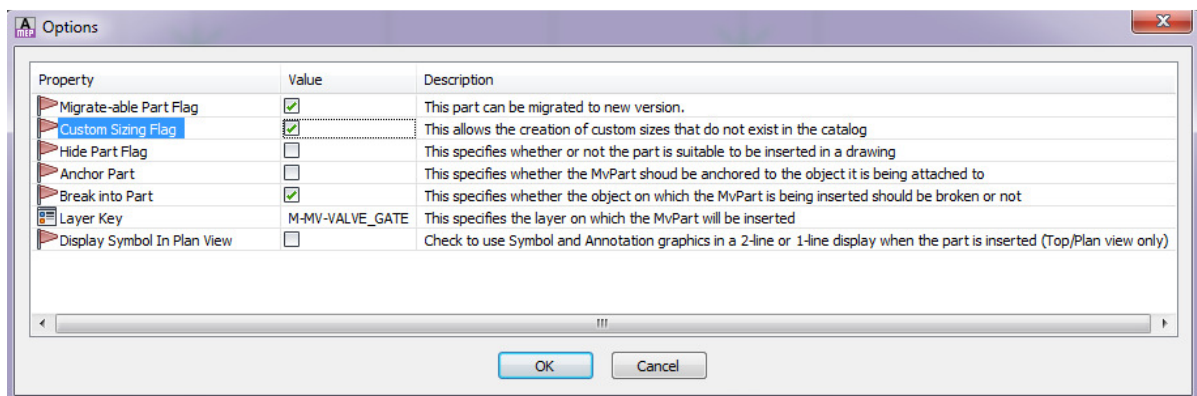 A MEP Options
Property Value Description
Migrate-able Part Flag This part can be migrated to new version.
Custom Sizing Flag This allows the creation of custom sizes that do not exist in the catalog
Hide Part Flag This specifies whether or not the part is suitable to be inserted in a drawing
Anchor Part This specifies whether the MvPart shoud be anchored to the object it is being attached to
Break into Part This specifies whether the object on which the MvPart is being inserted should be broken or not
Layer Key M-MV-VALVE_GATE This specifies the layer on which the MvPart will be inserted
Display Symbol In Plan View Check to use Symbol and Annotation graphics in a 2-line or 1-line display when the part is inserted (Top/Plan view only)
OK Cancel